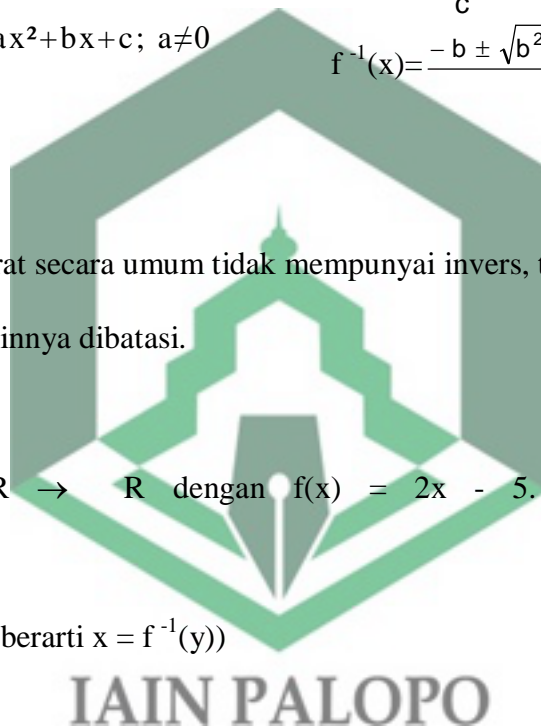 c
ax²+bx+c; a≠0
f⁻¹(x)= − b ± √b²
rat secara umum tidak mempunyai invers, t
innya dibatasi.
R → R dengan f(x) = 2x - 5.
berarti x = f⁻¹(y))
IAIN PALOPO